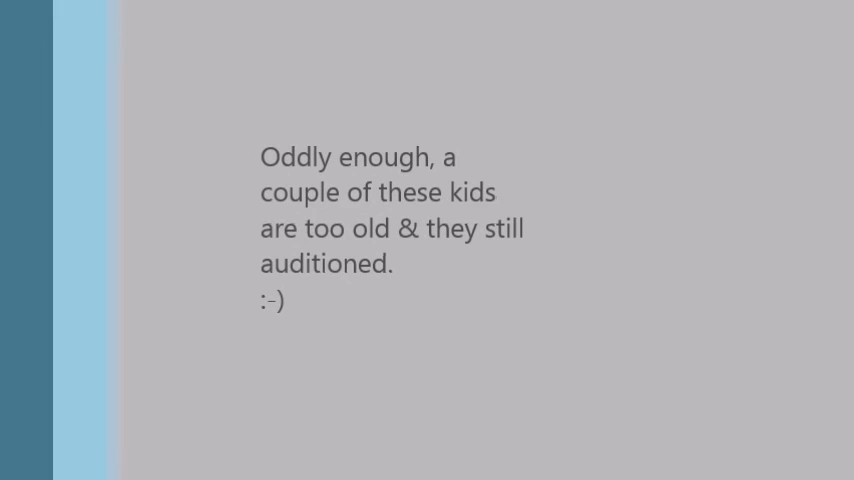 Oddly enough, a
couple of these kids
are too old & they still
auditioned.
:-)